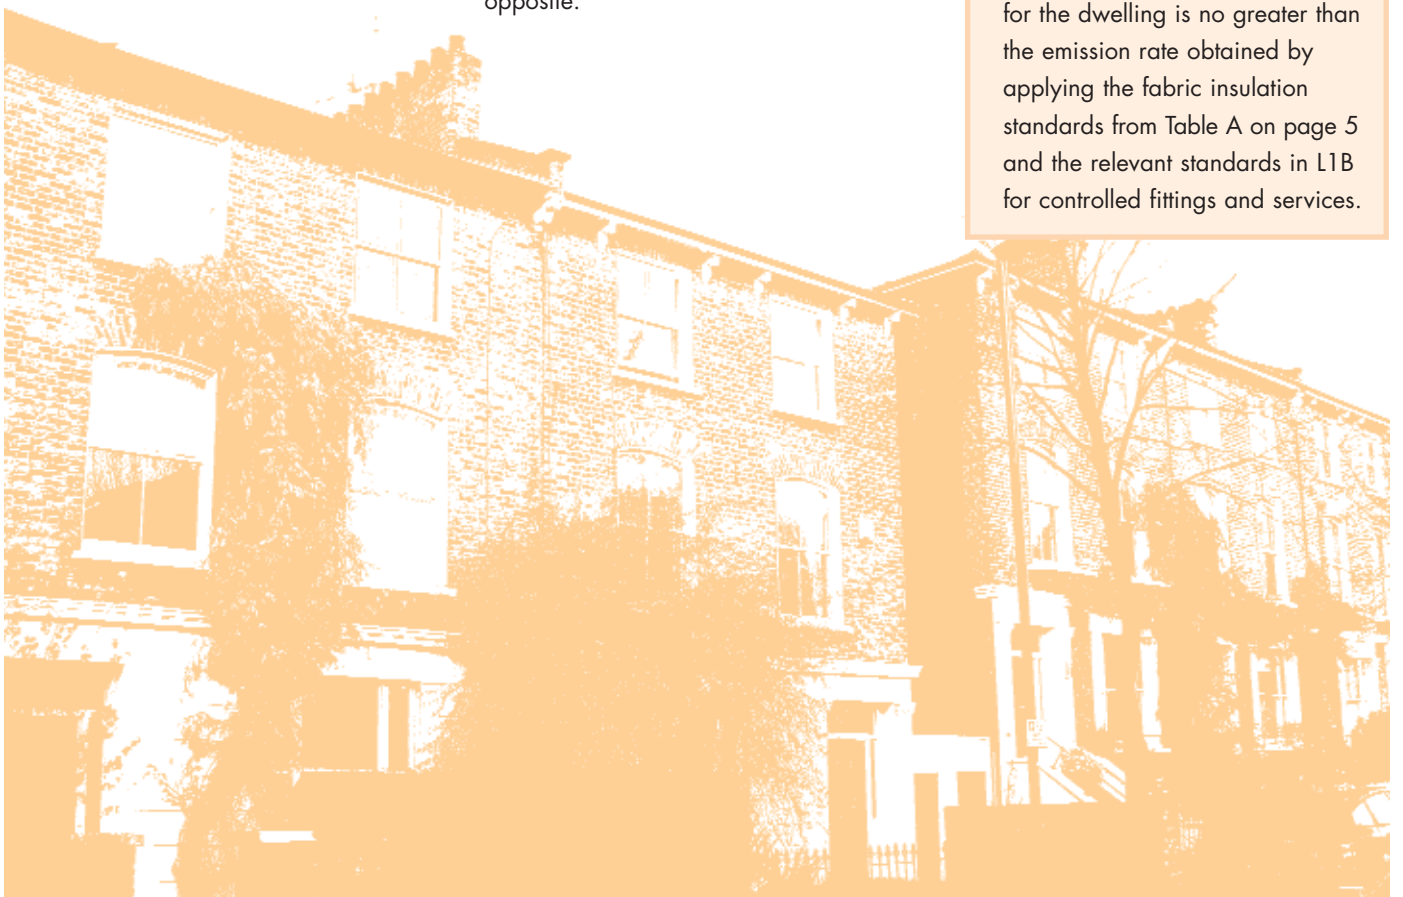 opposite.
for the dwelling is no greater than
the emission rate obtained by
applying the fabric insulation
standards from Table A on page 5
and the relevant standards in L1B
for controlled fittings and services.